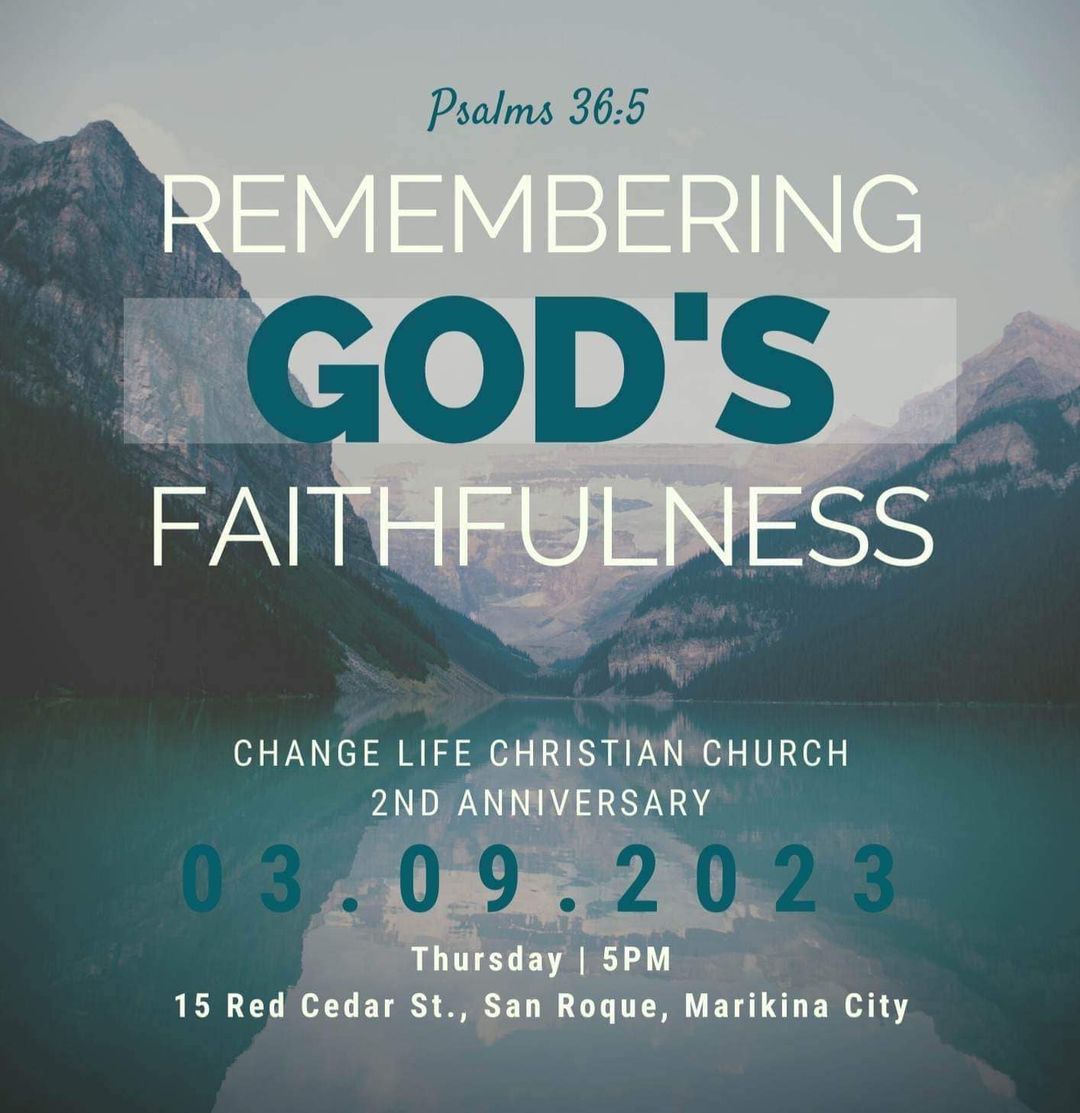 Psalms 36:5
REMEMBERING
GOD'S
FAITHFULNESS
CHANGE LIFE CHRISTIAN CHURCH
2ND ANNIVERSARY
03.09.2023
Thursday | 5PM
15 Red Cedar St., San Roque, Marikina City